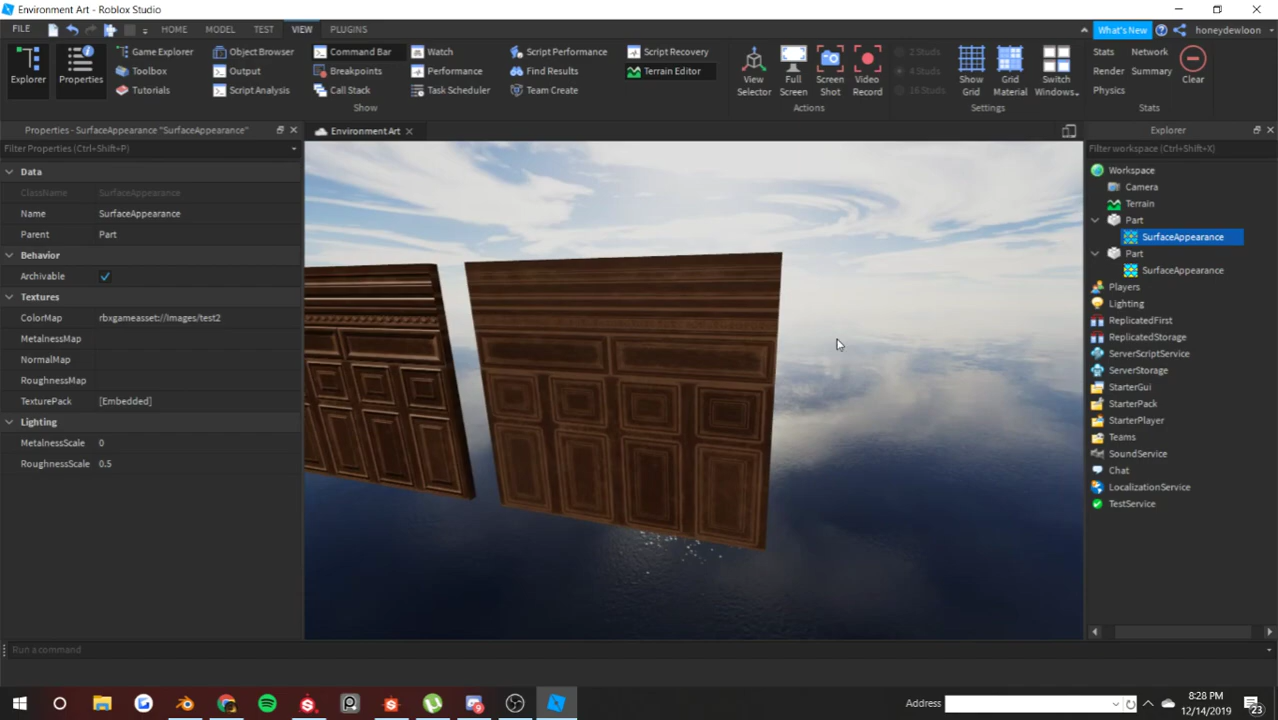 Environment Art - Roblox Studio
FILE HOME MODEL TEST VIEW PLUGINS What's New honeydewloon
Explorer
Properties
Game Explorer
Toolbox
Tutorials
Object Browser
Output
Script Analysis
Command Bar
Breakpoints
Call Stack
Watch
Performance
Task Scheduler
Script Performance
Find Results
Team Create
Script Recovery
Terrain Editor
Show
View Selector
Full Screen
Screen Shot
Video Record
Actions
2 Studs
4 Studs
16 Studs
Show Grid
Grid Material
Switch Windows
Settings
Stats Network
Render Summary
Physics
Clear
Stats
Properties - SurfaceAppearance "SurfaceAppearance"
Filter Properties (Ctrl+Shift+P)
Data
ClassName SurfaceAppearance
Name SurfaceAppearance
Parent Part
Behavior
Archivable
Textures
ColorMap rbxgameasset://Images/test2
MetalnessMap
NormalMap
RoughnessMap
TexturePack [Embedded]
Lighting
MetalnessScale 0
RoughnessScale 0.5
Environment Art
Explorer
Filter workspace (Ctrl+Shift+X)
Workspace
Camera
Terrain
Part
SurfaceAppearance
Part
SurfaceAppearance
Players
Lighting
ReplicatedFirst
ReplicatedStorage
ServerScriptService
ServerStorage
StarterGui
StarterPack
StarterPlayer
Teams
SoundService
Chat
LocalizationService
TestService
Run a command
Address
8:28 PM
12/14/2019
23